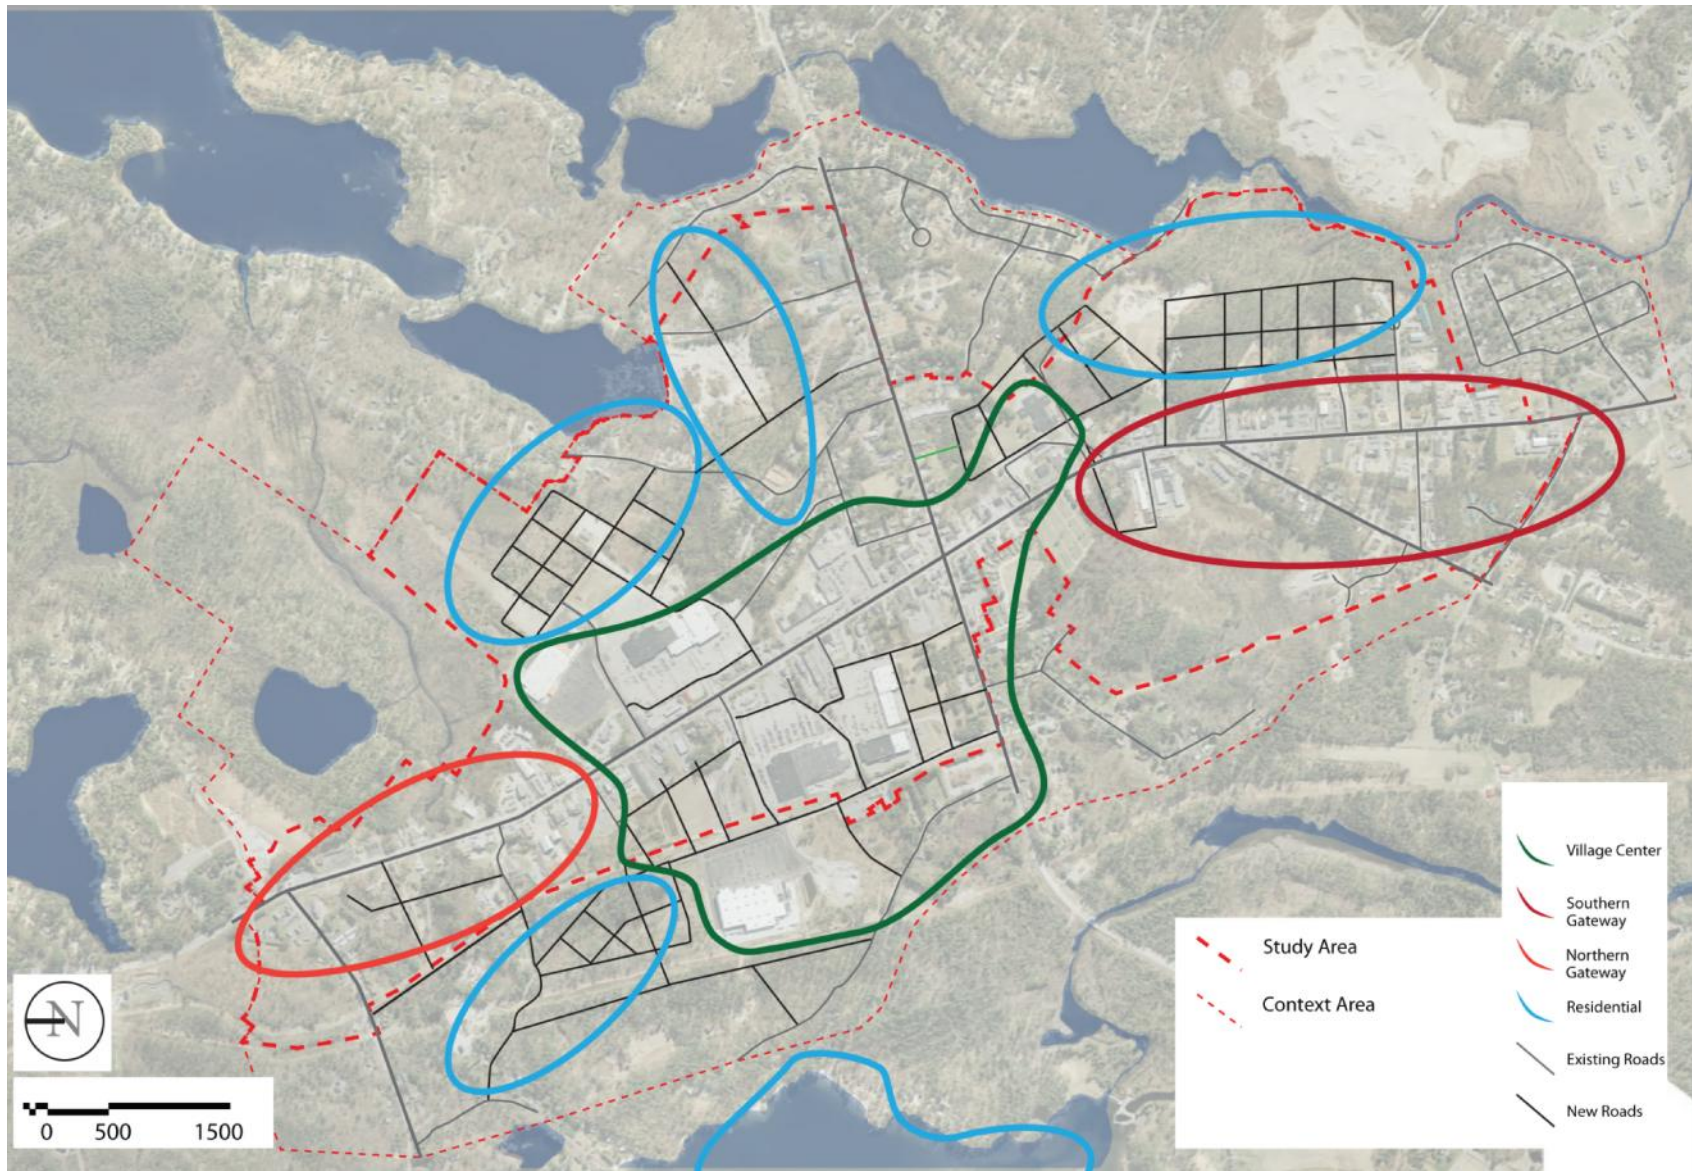 N
0 500 1500
Study Area
Context Area
Village Center
Southern
Gateway
Northern
Gateway
Residential
Existing Roads
New Roads